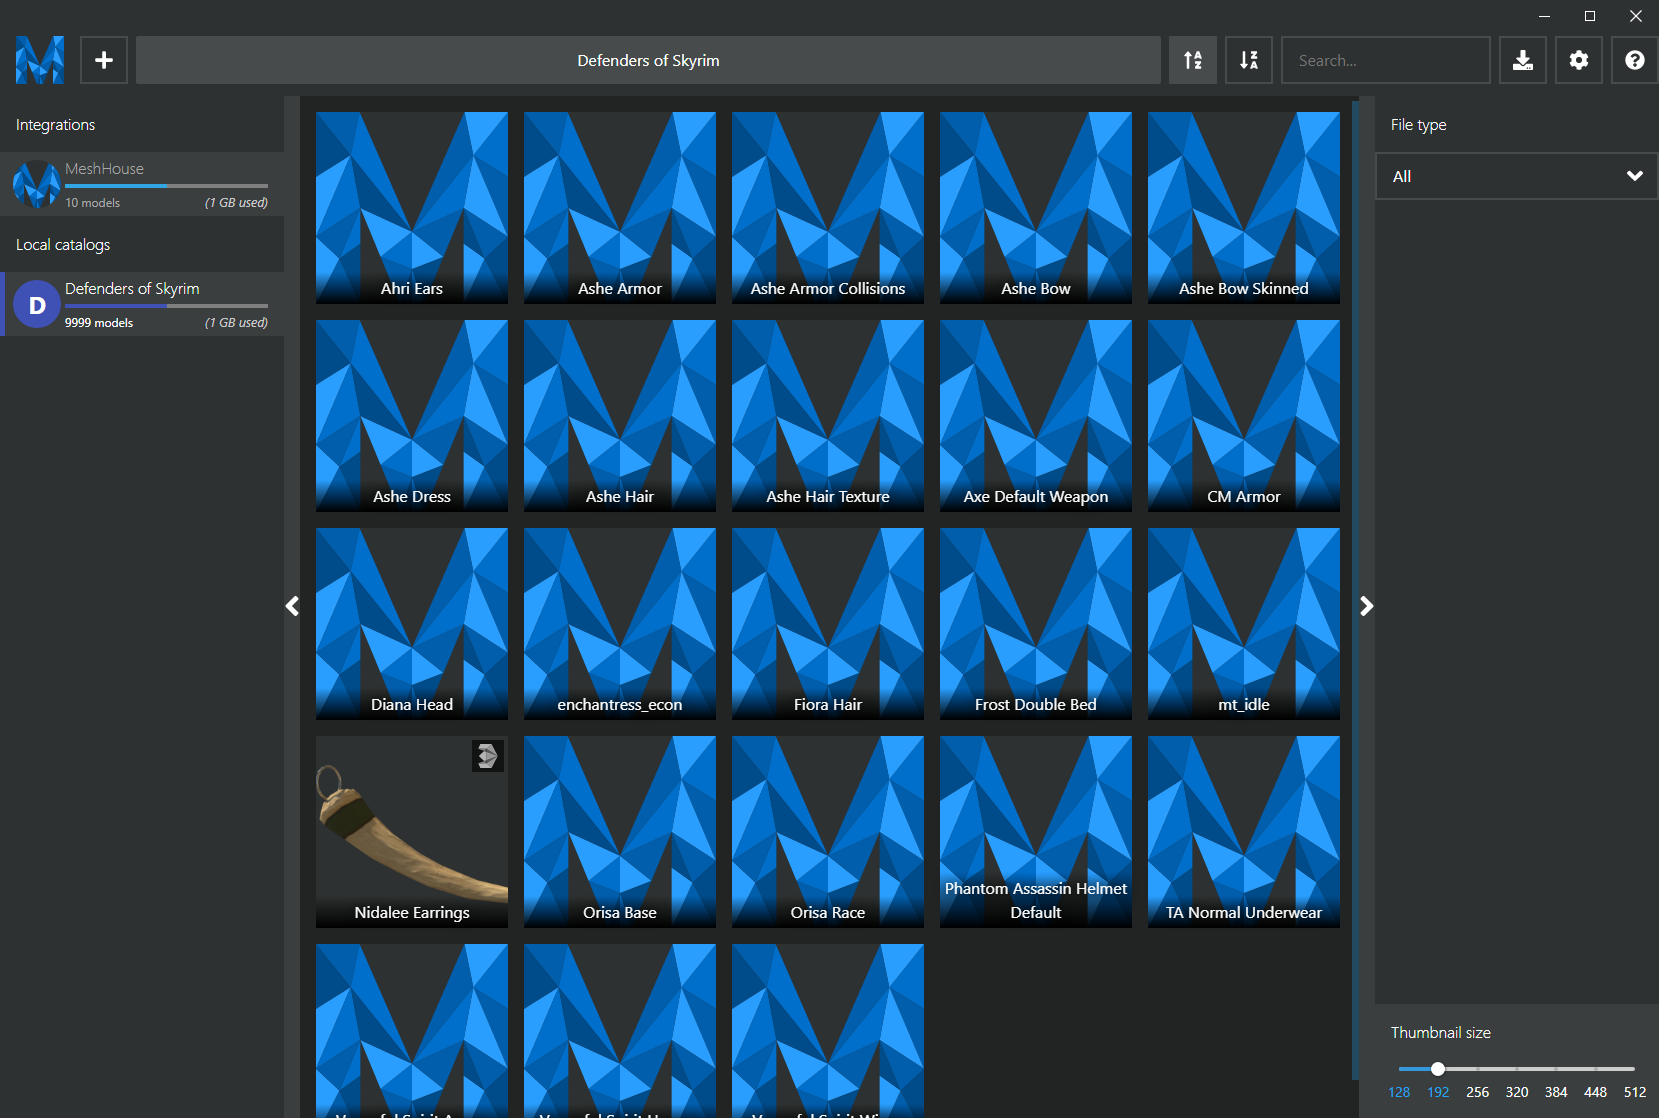 Defenders of Skyrim
Search...
Integrations
MeshHouse
10 models
(1 GB used)
Local catalogs
D
Defenders of Skyrim
9999 models
(1 GB used)
Ahri Ears
Ashe Armor
Ashe Armor Collisions
Ashe Bow
Ashe Bow Skinned
Ashe Dress
Ashe Hair
Ashe Hair Texture
Axe Default Weapon
CM Armor
Diana Head
enchantress_econ
Fiora Hair
Frost Double Bed
mt_idle
Nidalee Earrings
Orisa Base
Orisa Race
Phantom Assassin Helmet
Default
TA Normal Underwear
File type
All
Thumbnail size
128 192 256 320 384 448 512